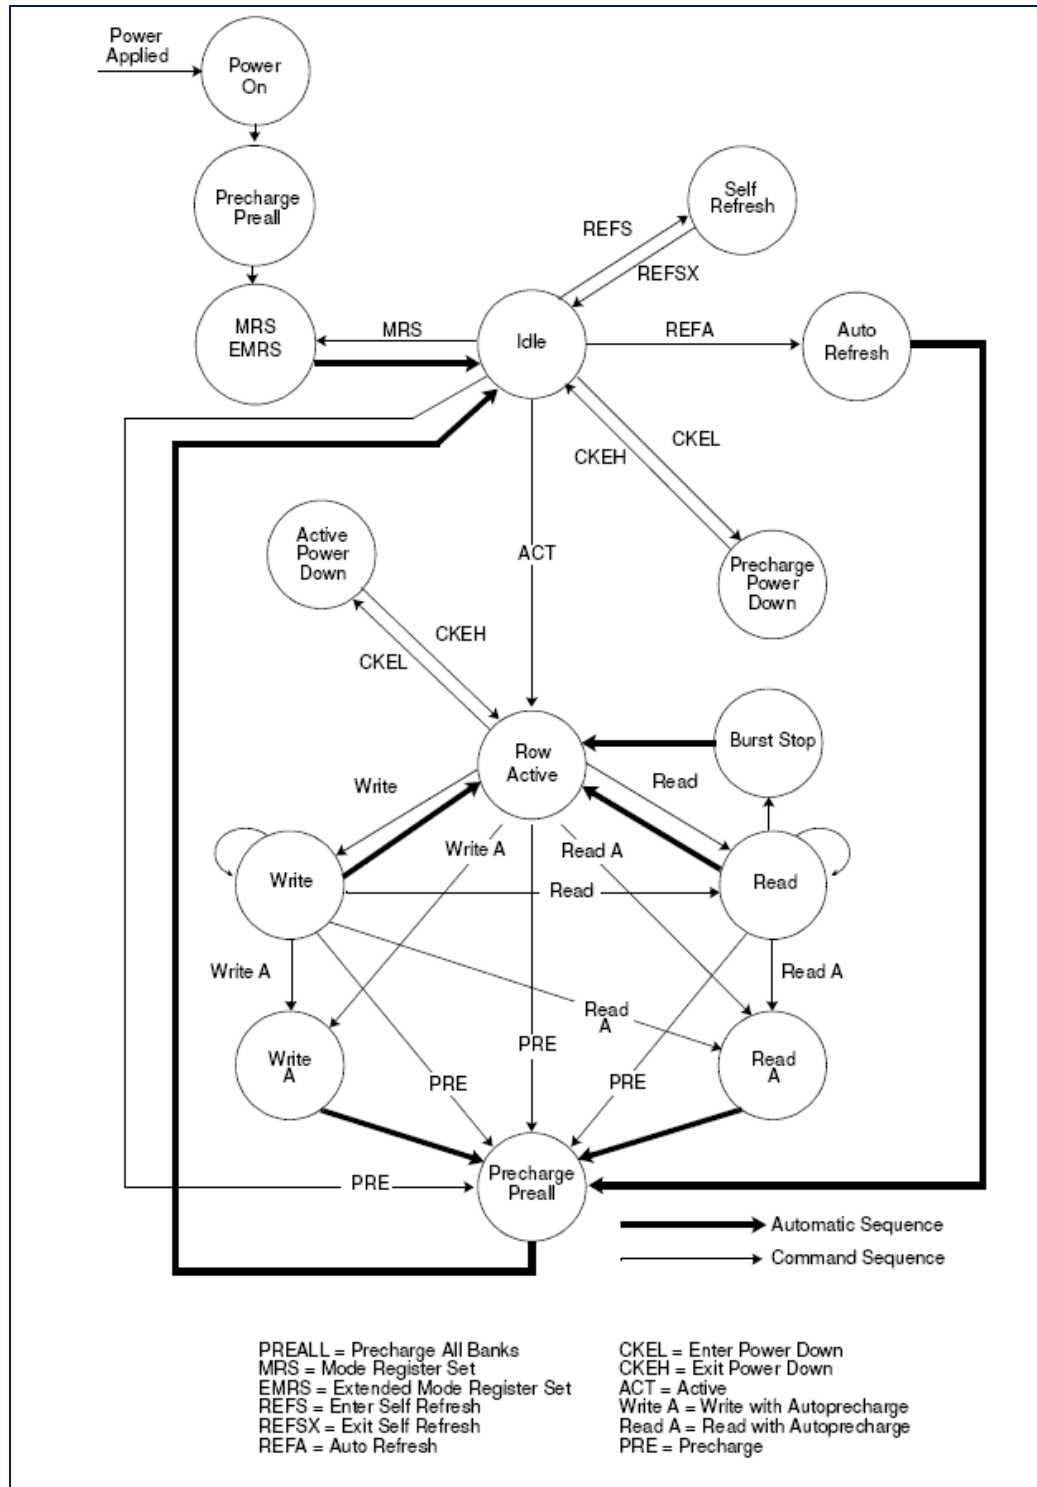 Power
Applied
Power
On
Precharge
Preall
Self
Refresh
REFS
REFSX
MRS
EMRS
MRS
Idle
REFA
Auto
Refresh
CKEL
CKEH
Active
Power
Down
ACT
Precharge
Power
Down
CKEH
CKEL
Row
Active
Burst Stop
Write
Read
Write A
Read A
Write
Read
Read
Write A
Read A
Read
A
Write
A
PRE
Read
A
PRE
PRE
Precharge
Preall
PRE
Automatic Sequence
Command Sequence
PREALL = Precharge All Banks
MRS = Mode Register Set
EMRS = Extended Mode Register Set
REFS = Enter Self Refresh
REFSX = Exit Self Refresh
REFA = Auto Refresh
CKEL = Enter Power Down
CKEH = Exit Power Down
ACT = Active
Write A = Write with Autoprecharge
Read A = Read with Autoprecharge
PRE = Precharge